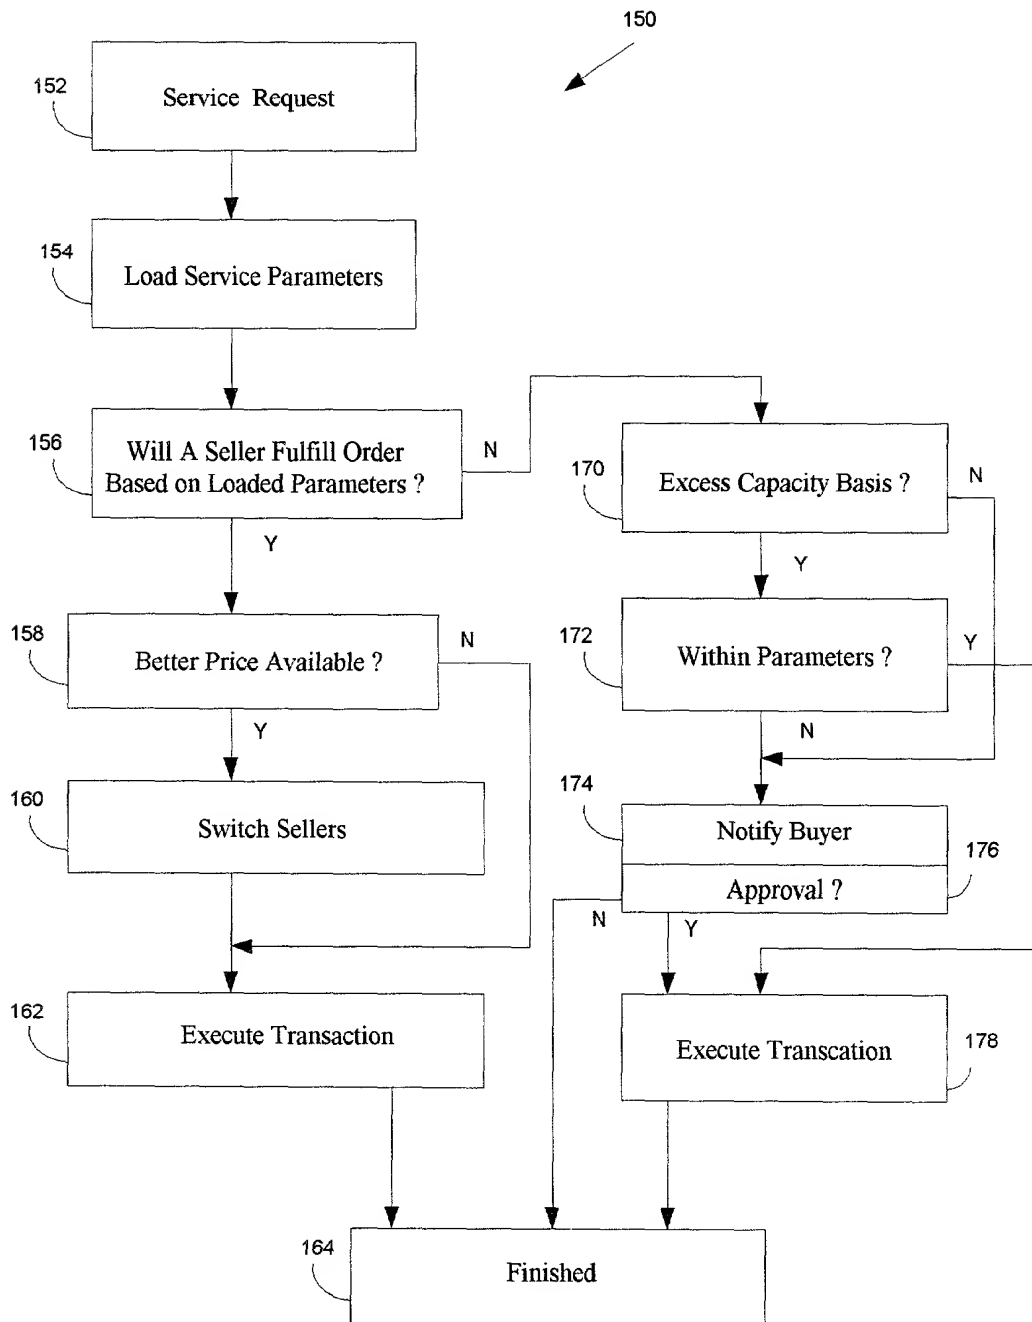 150
152
Service Request
154
Load Service Parameters
156
Will A Seller Fulfill Order
Based on Loaded Parameters ?
N
Y
170
Excess Capacity Basis ?
N
Y
158
Better Price Available ?
N
Y
172
Within Parameters ?
Y
N
160
Switch Sellers
174
Notify Buyer
176
Approval ?
N
Y
162
Execute Transaction
178
Execute Transcation
164
Finished